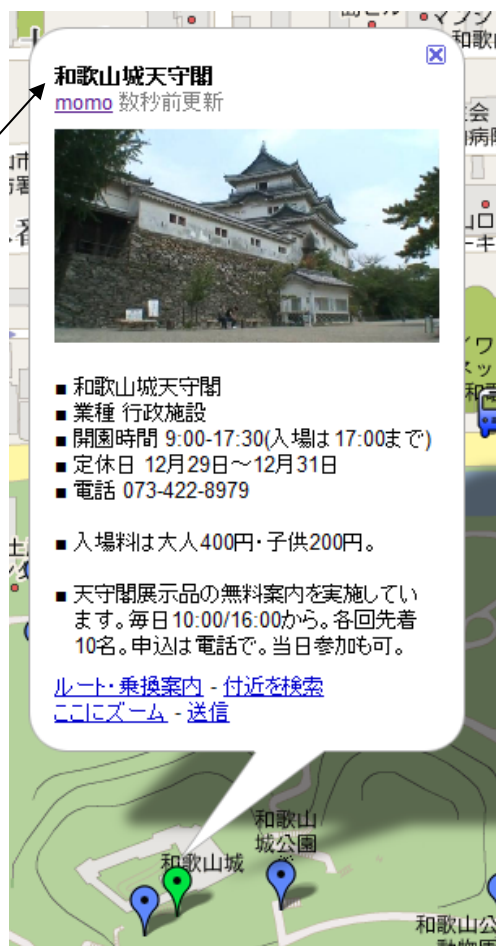 和歌山城天守閣
momo 数秒前更新
■ 和歌山城天守閣
■ 業種 行政施設
■ 開園時間 9:00-17:30(入場は17:00まで)
■ 定休日 12月29日～12月31日
■ 電話 073-422-8979
■ 入場料は大人400円・子供200円。
■ 天守閣展示品の無料案内を実施してい
ます。毎日10:00/16:00から。各回先着
10名。申込は電話で。当日参加も可。
ルート・乗換案内 - 付近を検索
ここにズーム - 送信
和歌山
城公園
和歌山城
和歌山公